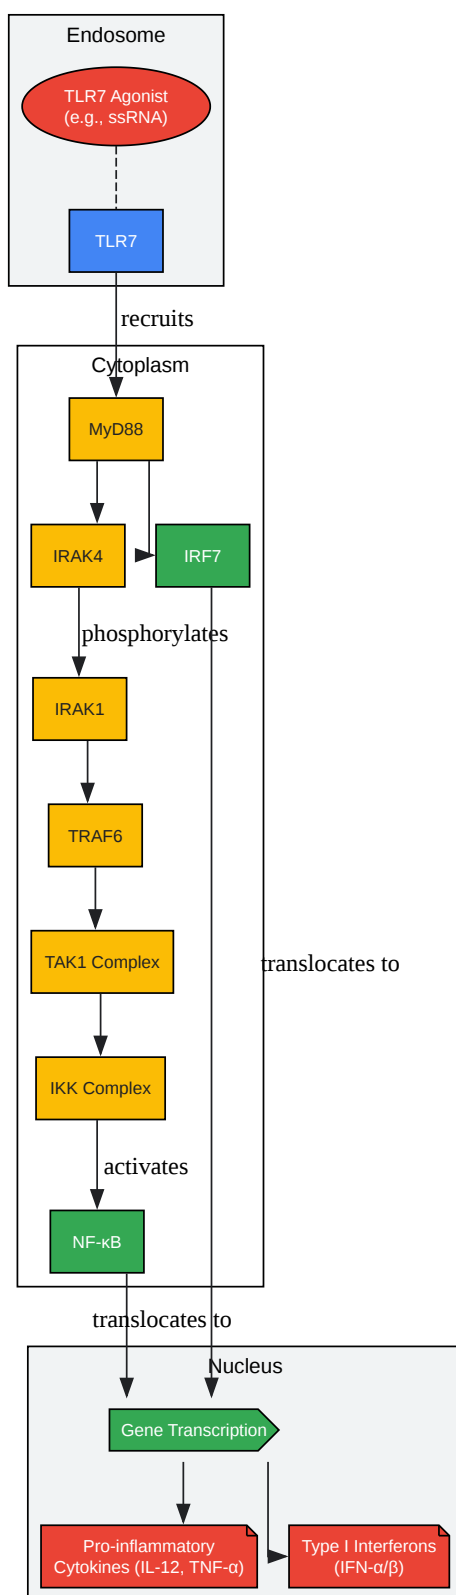 Endosome
TLR7 Agonist
(e.g., ssRNA)
TLR7
recruits
Cytoplasm
MyD88
IRAK4
IRF7
phosphorylates
IRAK1
TRAF6
TAK1 Complex
translocates to
IKK Complex
activates
NF-κB
translocates to
Nucleus
Gene Transcription
Pro-inflammatory
Cytokines (IL-12, TNF-α)
Type I Interferons
(IFN-α/β)